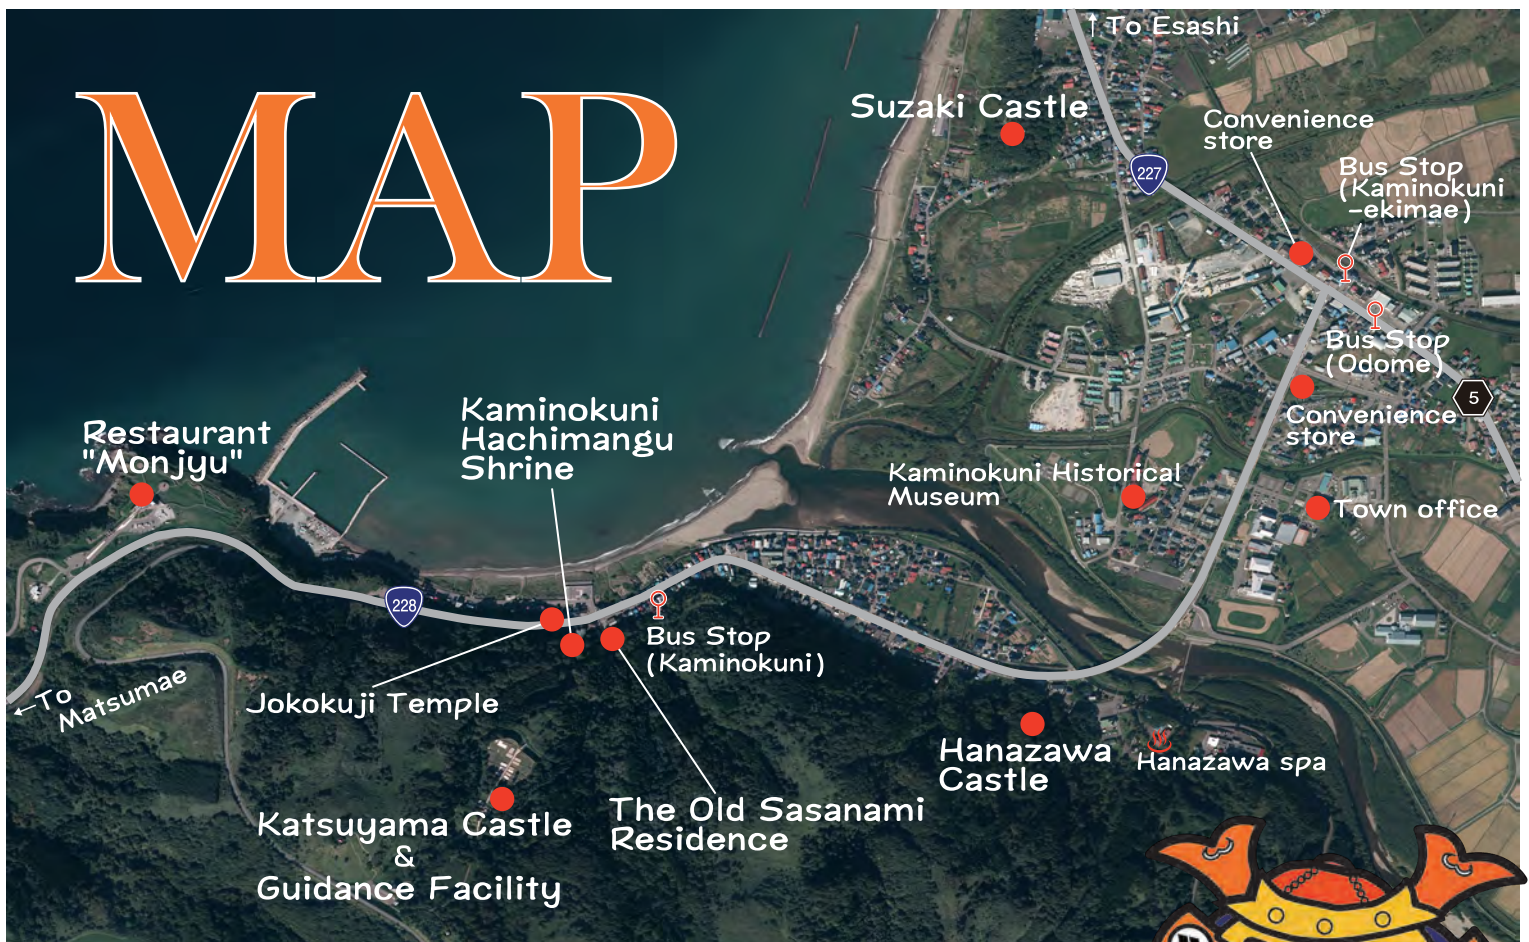 MAP
↑ To Esashi
Suzaki Castle
Convenience
store
Bus Stop
(Kaminokuni
-ekimae)
227
Bus Stop
(Odome)
5
Convenience
store
Kaminokuni
Hachimangu
Shrine
Restaurant
"Monjyu"
Kaminokuni Historical
Museum
Town office
228
Bus Stop
(Kaminokuni)
←To
Matsumae
Jokokuji Temple
Hanazawa
Castle
Hanazawa spa
The Old Sasanami
Residence
Katsuyama Castle
&
Guidance Facility